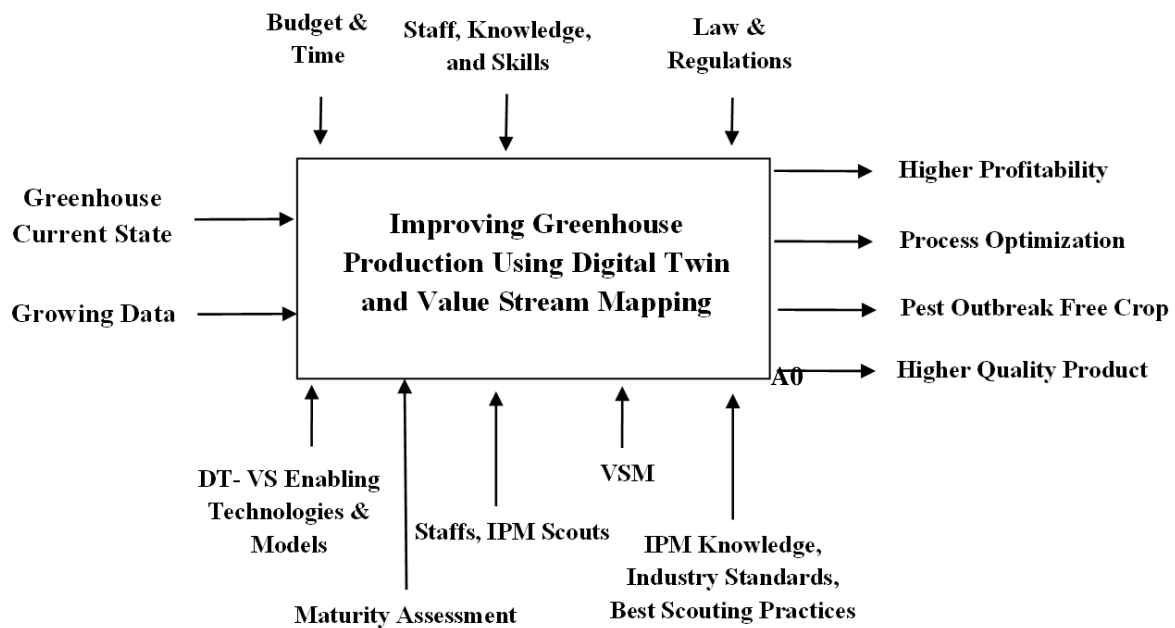 Budget &
Time
Staff, Knowledge,
and Skills
Law &
Regulations
Greenhouse
Current State
Growing Data
Improving Greenhouse
Production Using Digital Twin
and Value Stream Mapping
A0
Higher Profitability
Process Optimization
Pest Outbreak Free Crop
Higher Quality Product
DT- VS Enabling
Technologies &
Models
Maturity Assessment
Staffs, IPM Scouts
VSM
IPM Knowledge,
Industry Standards,
Best Scouting Practices